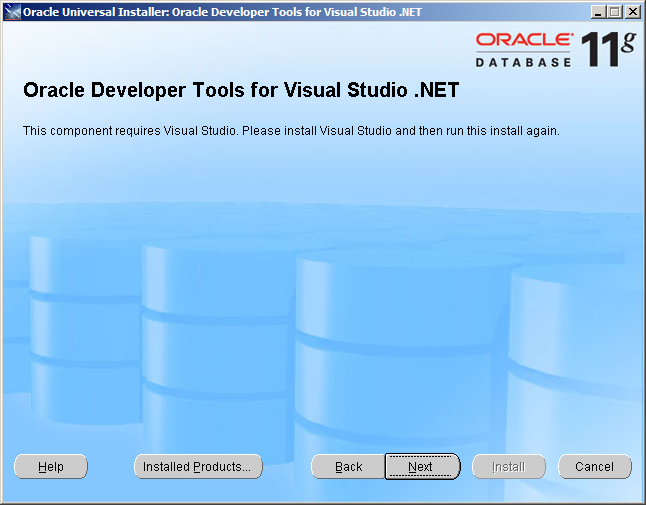 Oracle Universal Installer: Oracle Developer Tools for Visual Studio .NET
ORACLE
DATABASE 11g
Oracle Developer Tools for Visual Studio .NET
This component requires Visual Studio. Please install Visual Studio and then run this install again.
Help Installed Products... Back Next Install Cancel